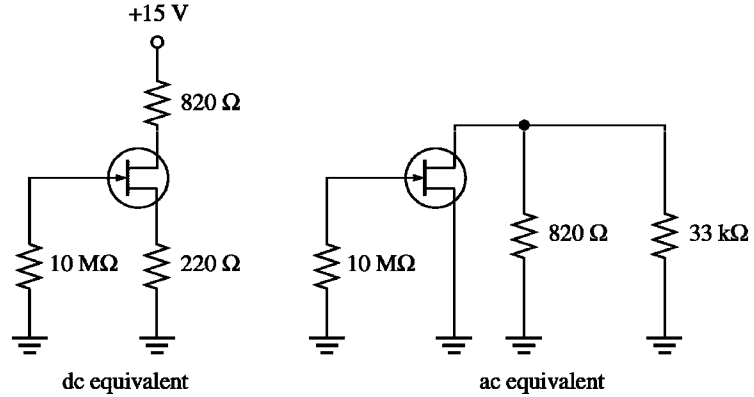 +15 V
820 Ω
10 MΩ
220 Ω
dc equivalent
10 MΩ
820 Ω
33 kΩ
ac equivalent